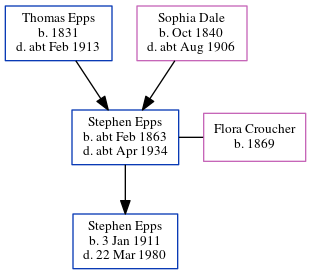 Thomas Epps
b. 1831
d. abt Feb 1913
Sophia Dale
b. Oct 1840
d. abt Aug 1906
Stephen Epps
b. abt Feb 1863
d. abt Apr 1934
Flora Croucher
b. 1869
Stephen Epps
b. 3 Jan 1911
d. 22 Mar 1980